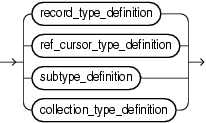 record_type_definition
ref_cursor_type_definition
subtype_definition
collection_type_definition